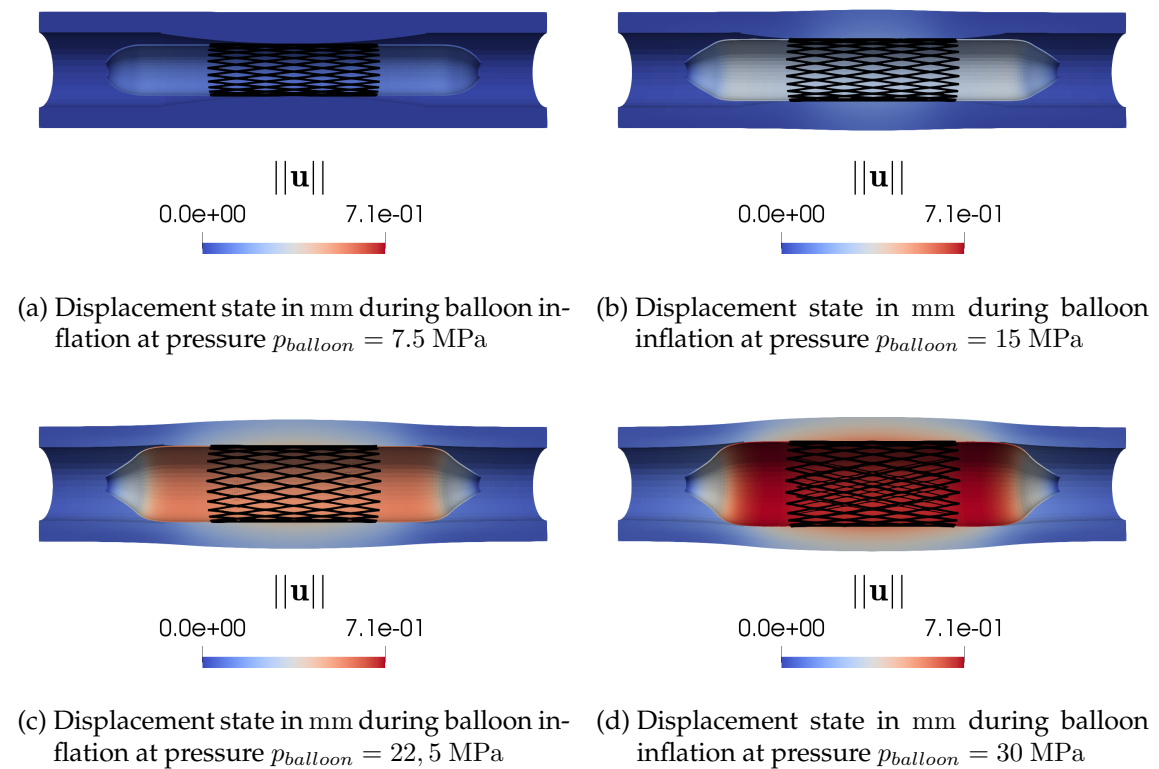 ||u||
0.0e+00 7.1e-01
(a) Displacement state in mm during balloon in-
flation at pressure p_balloon = 7.5 MPa
||u||
0.0e+00 7.1e-01
(b) Displacement state in mm during balloon
inflation at pressure p_balloon = 15 MPa
||u||
0.0e+00 7.1e-01
(c) Displacement state in mm during balloon in-
flation at pressure p_balloon = 22, 5 MPa
||u||
0.0e+00 7.1e-01
(d) Displacement state in mm during balloon
inflation at pressure p_balloon = 30 MPa